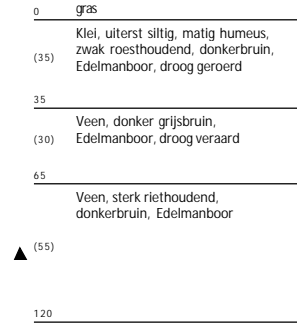 0 gras
Klei, uiterst siltig, matig humeus,
zwak roesthoudend, donkerbruin,
(35) Edelmanboor, droog geroerd
35
Veen, donker grijsbruin,
(30) Edelmanboor, droog veraard
65
Veen, sterk riethoudend,
donkerbruin, Edelmanboor
(55)
120